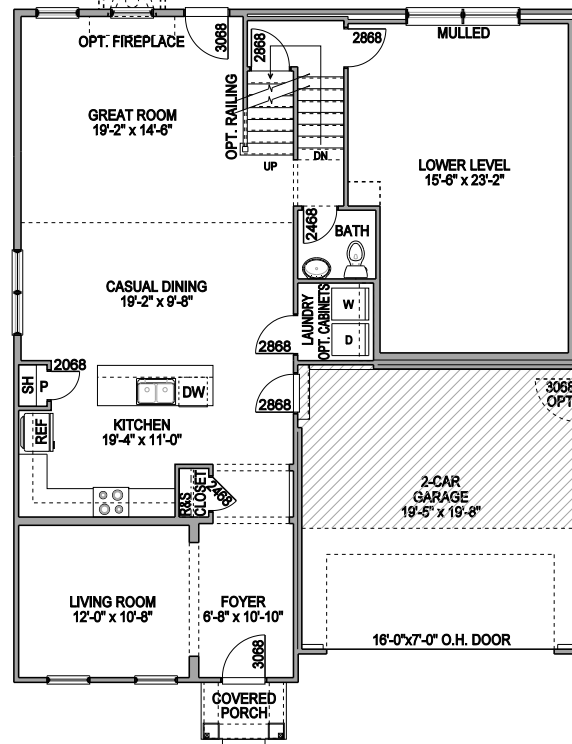 OPT. FIREPLACE
3068
2868
2868
MULLED
GREAT ROOM
19'-2" x 14'-6"
OPT. RAILING
UP
DN
LOWER LEVEL
15'-6" x 23'-2"
2468
BATH
CASUAL DINING
19'-2" x 9'-8"
LAUNDRY
OPT. CABINETS
W
D
2868
2068
SH
P
DW
2868
3068
OPT
REF
KITCHEN
19'-4" x 11'-0"
R&S
CLOSET
2468
2-CAR
GARAGE
19'-5" x 19'-8"
LIVING ROOM
12'-0" x 10'-8"
FOYER
6'-8" x 10'-10"
3068
16'-0"x7'-0" O.H. DOOR
COVERED
PORCH